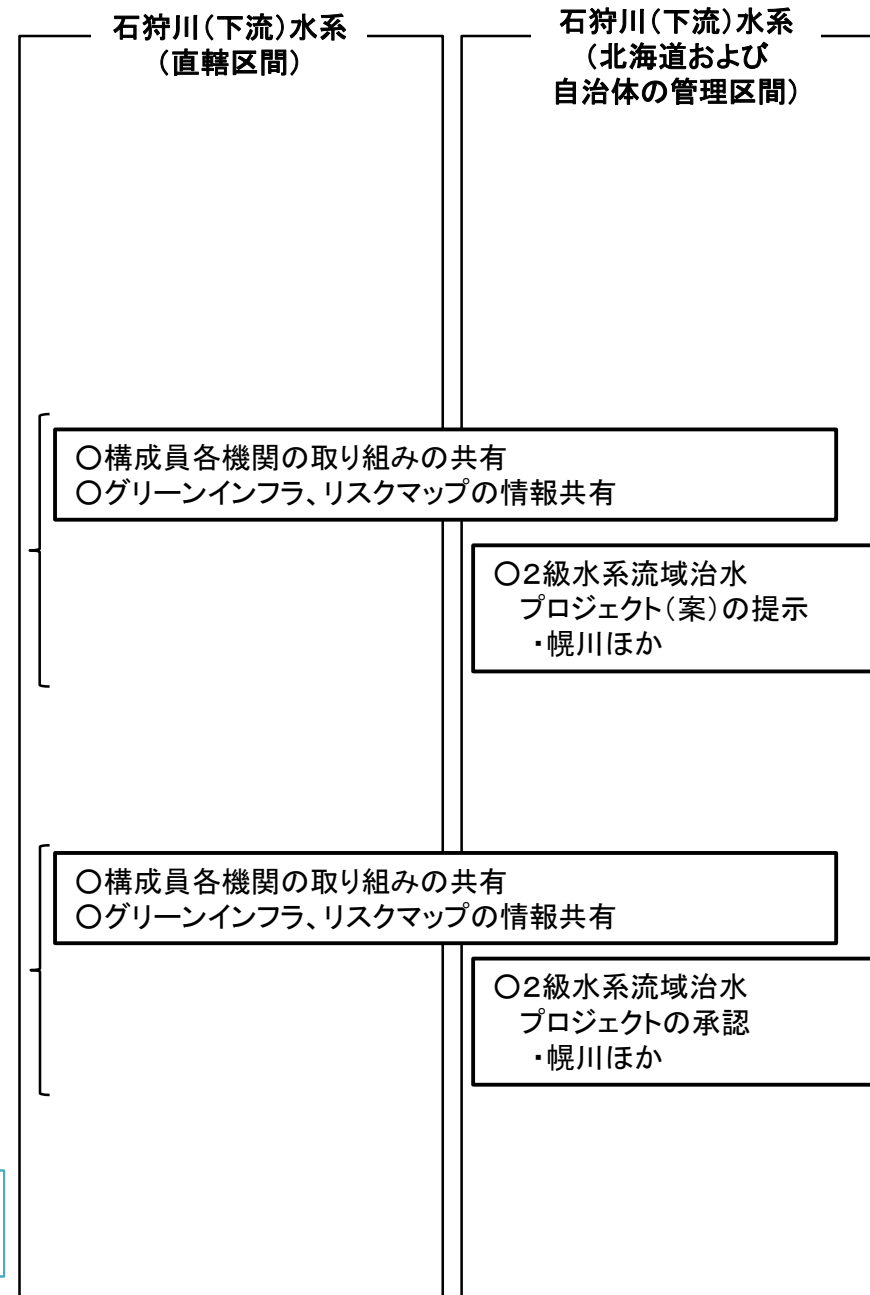 石狩川(下流)水系
(直轄区間)
石狩川(下流)水系
(北海道および
自治体の管理区間)
○構成員各機関の取り組みの共有
○グリーンインフラ、リスクマップの情報共有
○2級水系流域治水
プロジェクト(案)の提示
・幌川ほか
○構成員各機関の取り組みの共有
○グリーンインフラ、リスクマップの情報共有
○2級水系流域治水
プロジェクトの承認
・幌川ほか